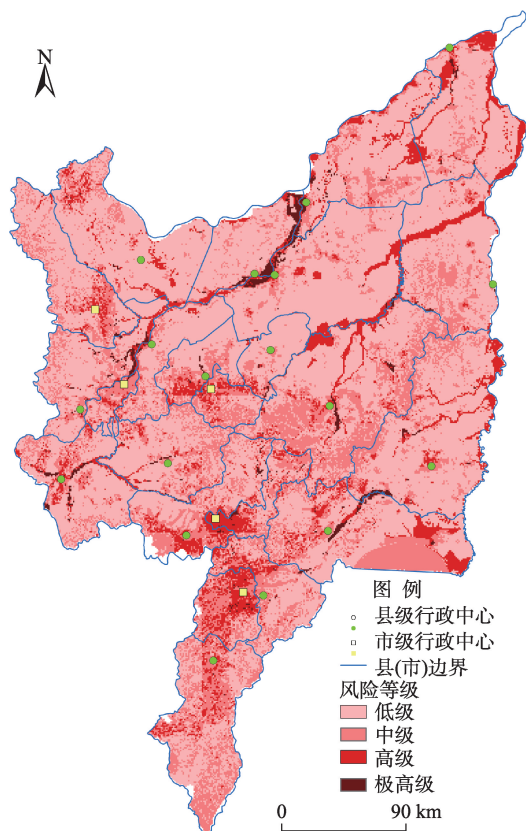 N
图 例
县级行政中心
市级行政中心
县(市)边界
风险等级
低级
中级
高级
极高级
0 90 km